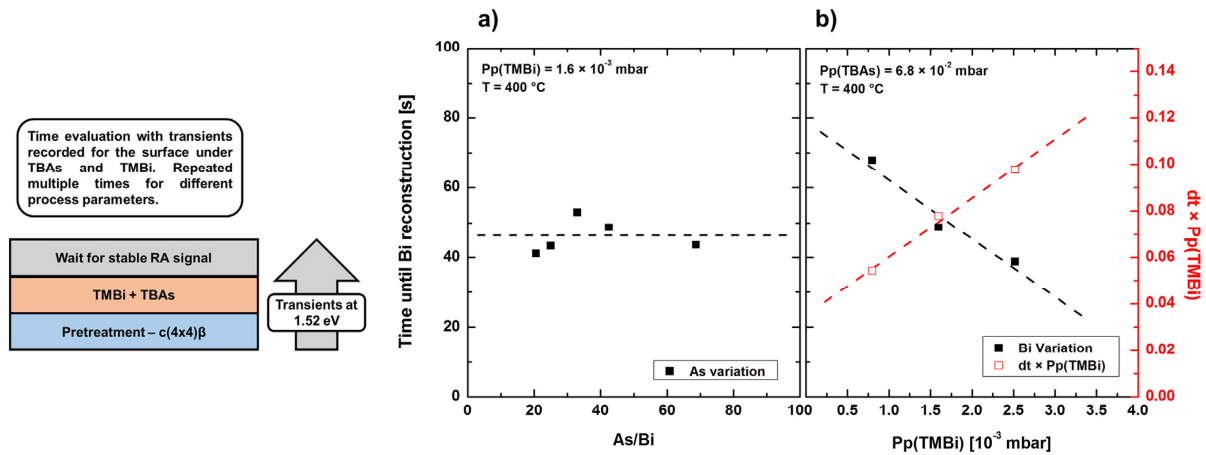 Time evaluation with transients
recorded for the surface under
TBAs and TMBi. Repeated
multiple times for different
process parameters.
Wait for stable RA signal
TMBi + TBAs
Pretreatment – c(4x4)β
Transients at
1.52 eV
a)
Pp(TMBi) = 1.6 × 10⁻³ mbar
T = 400 °C
Time until Bi reconstruction [s]
100
80
60
40
20
0
As variation
0 20 40 60 80 100
As/Bi
b)
Pp(TBAs) = 6.8 × 10⁻² mbar
T = 400 °C
Bi Variation
dt × Pp(TMBi)
0.5 1.0 1.5 2.0 2.5 3.0 3.5 4.0
Pp(TMBi) [10⁻³ mbar]
0.14
0.12
0.10
0.08
0.06
0.04
0.02
0.00
dt × Pp(TMBi)